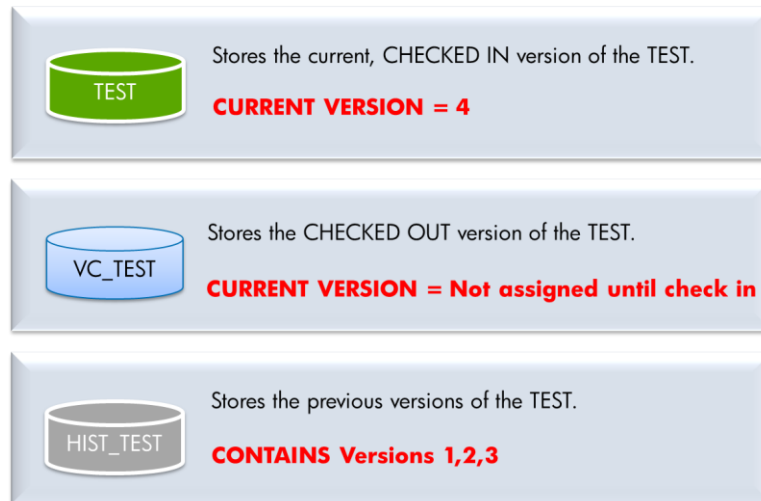 TEST
Stores the current, CHECKED IN version of the TEST.
CURRENT VERSION = 4
VC_TEST
Stores the CHECKED OUT version of the TEST.
CURRENT VERSION = Not assigned until check in
HIST_TEST
Stores the previous versions of the TEST.
CONTAINS Versions 1,2,3